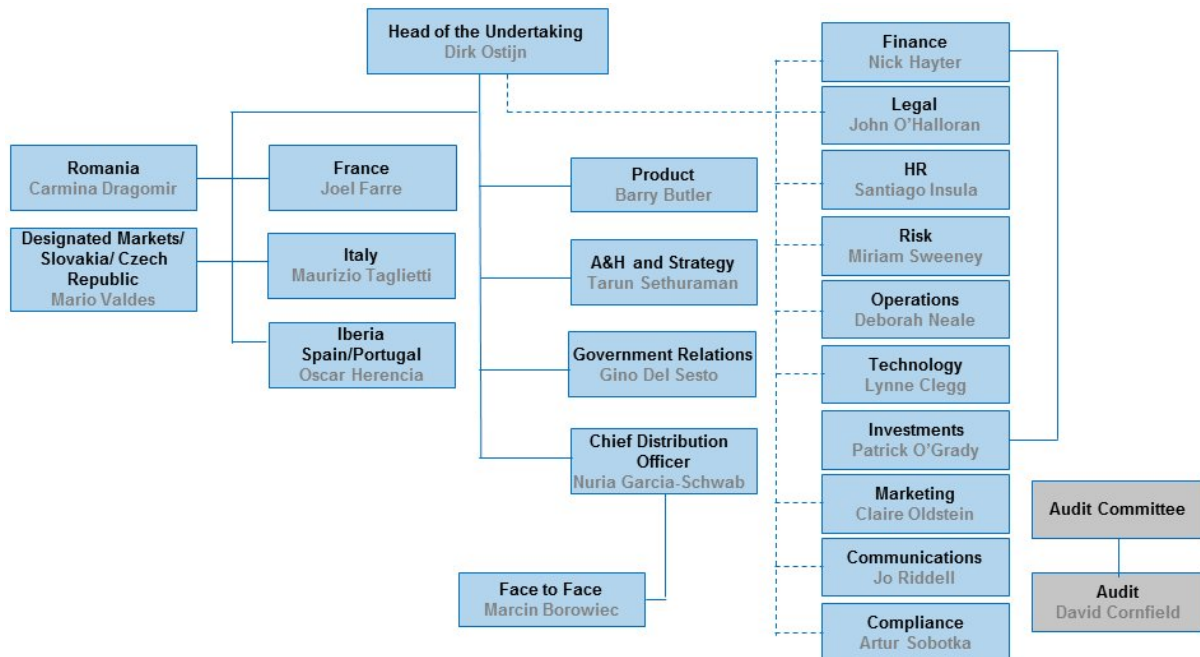 Head of the Undertaking
Dirk Ostijn
Romania
Carmina Dragomir
Designated Markets/
Slovakia/ Czech
Republic
Mario Valdes
France
Joel Farre
Italy
Maurizio Taglietti
Iberia
Spain/Portugal
Oscar Herencia
Product
Barry Butler
A&H and Strategy
Tarun Sethuraman
Government Relations
Gino Del Sesto
Chief Distribution
Officer
Nuria Garcia-Schwab
Face to Face
Marcin Borowiec
Finance
Nick Hayter
Legal
John O’Halloran
HR
Santiago Insula
Risk
Miriam Sweeney
Operations
Deborah Neale
Technology
Lynne Clegg
Investments
Patrick O’Grady
Marketing
Claire Oldstein
Communications
Jo Riddell
Compliance
Artur Sobotka
Audit Committee
Audit
David Cornfield